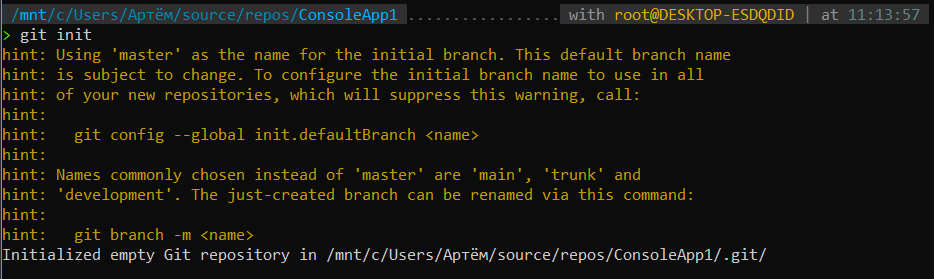 /mnt/c/Users/Артём/source/repos/ConsoleApp1 ................... with root@DESKTOP-ESDQDID | at 11:13:57
> git init
hint: Using 'master' as the name for the initial branch. This default branch name
hint: is subject to change. To configure the initial branch name to use in all
hint: of your new repositories, which will suppress this warning, call:
hint:
hint:   git config --global init.defaultBranch <name>
hint:
hint: Names commonly chosen instead of 'master' are 'main', 'trunk' and
hint: 'development'. The just-created branch can be renamed via this command:
hint:
hint:   git branch -m <name>
Initialized empty Git repository in /mnt/c/Users/Артём/source/repos/ConsoleApp1/.git/